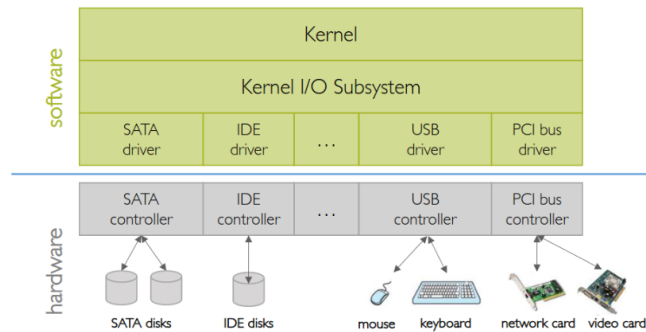 software
Kernel
Kernel I/O Subsystem
SATA
driver
IDE
driver
...
USB
driver
PCI bus
driver
hardware
SATA
controller
IDE
controller
...
USB
controller
PCI bus
controller
SATA disks
IDE disks
mouse
keyboard
network card
video card